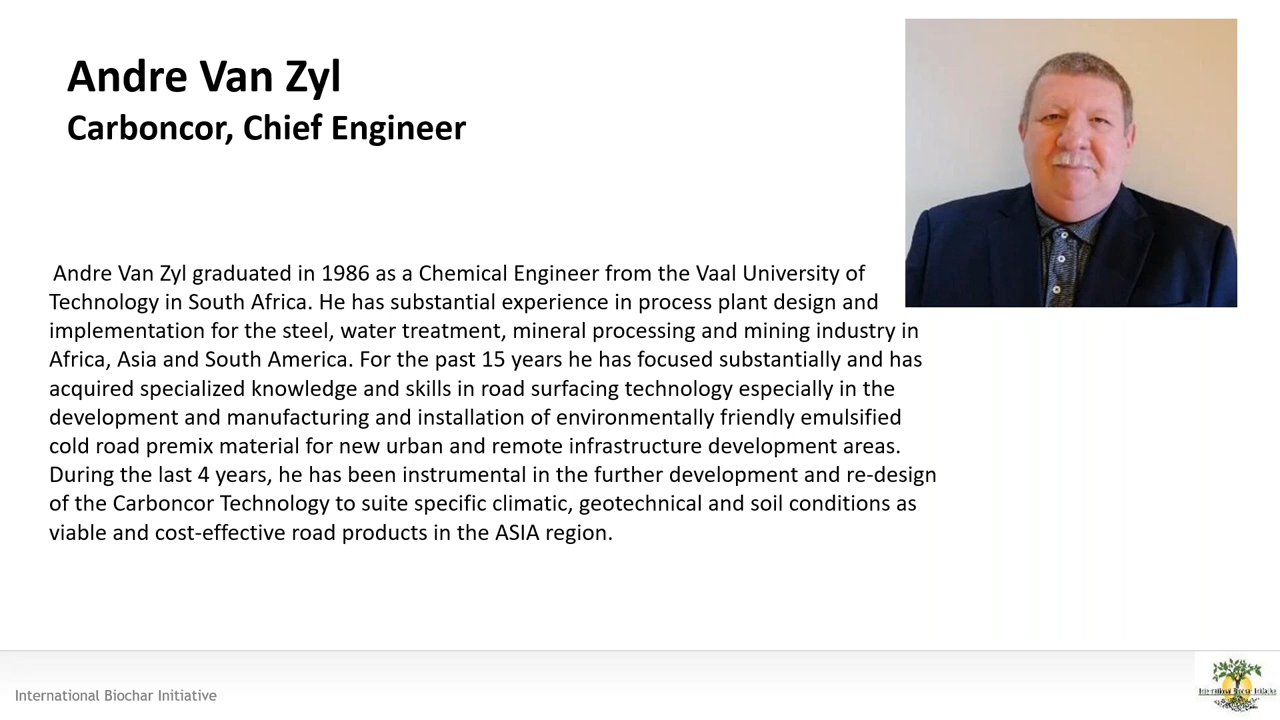 Andre Van Zyl
Carboncor, Chief Engineer
Andre Van Zyl graduated in 1986 as a Chemical Engineer from the Vaal University of
Technology in South Africa. He has substantial experience in process plant design and
implementation for the steel, water treatment, mineral processing and mining industry in
Africa, Asia and South America. For the past 15 years he has focused substantially and has
acquired specialized knowledge and skills in road surfacing technology especially in the
development and manufacturing and installation of environmentally friendly emulsified
cold road premix material for new urban and remote infrastructure development areas.
During the last 4 years, he has been instrumental in the further development and re-design
of the Carboncor Technology to suite specific climatic, geotechnical and soil conditions as
viable and cost-effective road products in the ASIA region.
International Biochar Initiative
International Biochar Initiative